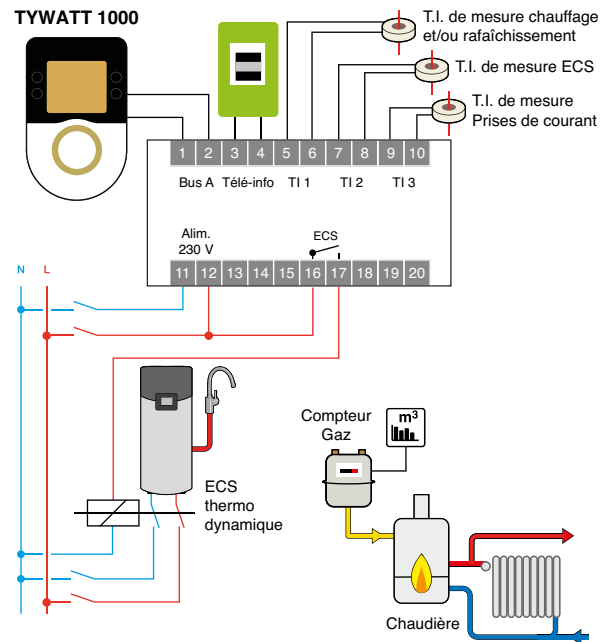 TYWATT 1000
T.I. de mesure chauffage
et/ou rafaîchissement
T.I. de mesure ECS
T.I. de mesure
Prises de courant
1 2 3 4 5 6 7 8 9 10
Bus A Télé-info TI 1 TI 2 TI 3
Alim.
230 V
ECS
11 12 13 14 15 16 17 18 19 20
N L
ECS
thermo
dynamique
Compteur
Gaz
m³
Chaudière